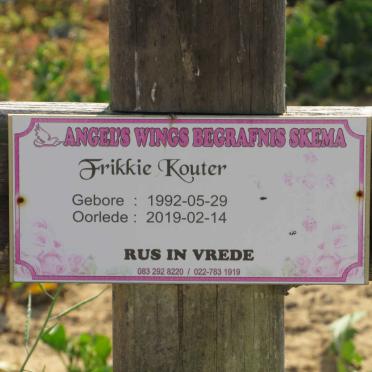 ANGEL'S WINGS BEGRAFNIS SKEMA
Frikkie Kouter
Gebore : 1992-05-29
Oorlede : 2019-02-14
RUS IN VREDE
083 292 8220 / 022-783 1919